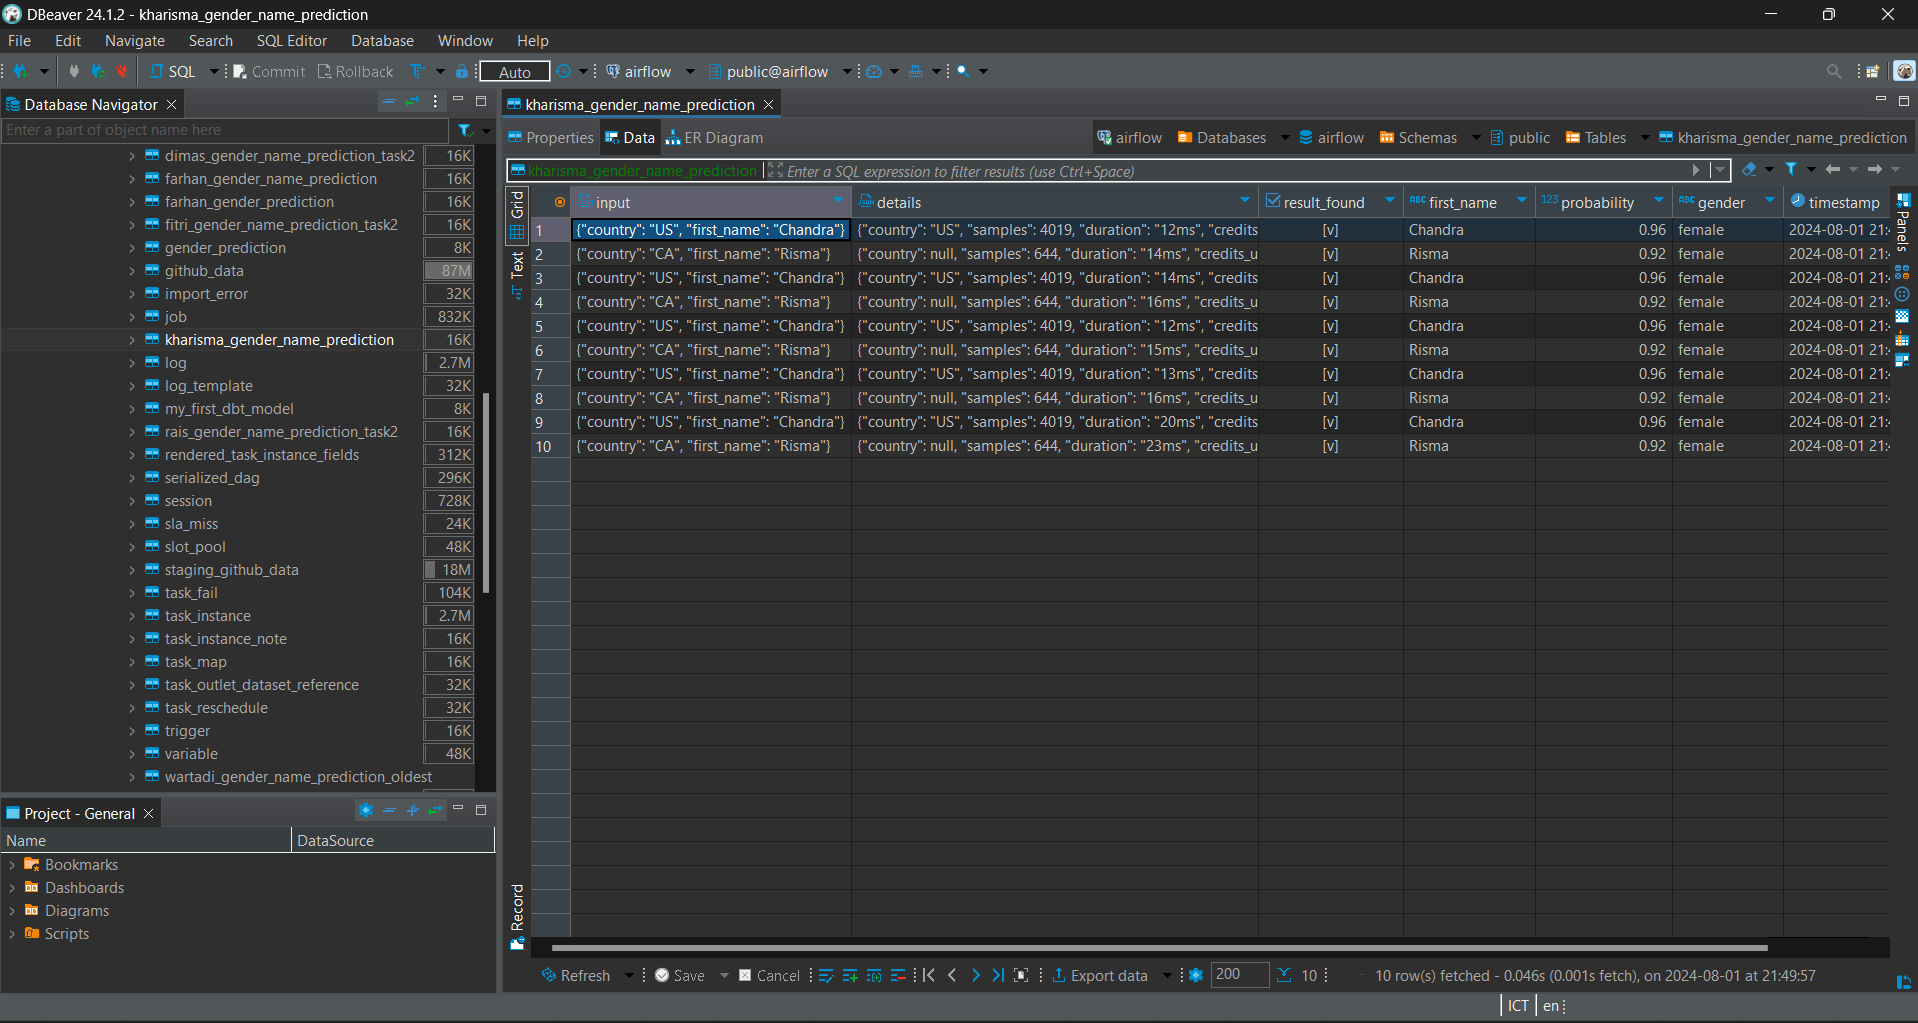 DBeaver 24.1.2 - kharisma_gender_name_prediction
File Edit Navigate Search SQL Editor Database Window Help
SQL Commit Rollback Auto airflow public@airflow
Database Navigator
Enter a part of object name here
dimas_gender_name_prediction_task2 16K
farhan_gender_name_prediction 16K
farhan_gender_prediction 16K
fitri_gender_name_prediction_task2 16K
gender_prediction 8K
github_data 87M
import_error 32K
job 832K
kharisma_gender_name_prediction 16K
log 2.7M
log_template 32K
my_first_dbt_model 8K
rais_gender_name_prediction_task2 16K
rendered_task_instance_fields 312K
serialized_dag 296K
session 728K
sla_miss 24K
slot_pool 48K
staging_github_data 18M
task_fail 104K
task_instance 2.7M
task_instance_note 16K
task_map 16K
task_outlet_dataset_reference 32K
task_reschedule 32K
trigger 16K
variable 48K
wartadi_gender_name_prediction_oldest
Project - General
Name DataSource
Bookmarks
Dashboards
Diagrams
Scripts
kharisma_gender_name_prediction
Properties Data ER Diagram airflow Databases airflow Schemas public Tables kharisma_gender_name_prediction
kharisma_gender_name_prediction Enter a SQL expression to filter results (use Ctrl+Space)
Grid
Text
Record
Panels
input details result_found ABC first_name 123 probability ABC gender timestamp
1 {"country": "US", "first_name": "Chandra"} {"country": "US", "samples": 4019, "duration": "12ms", "credits [v] Chandra 0.96 female 2024-08-01 21:
2 {"country": "CA", "first_name": "Risma"} {"country": null, "samples": 644, "duration": "14ms", "credits_u [v] Risma 0.92 female 2024-08-01 21:
3 {"country": "US", "first_name": "Chandra"} {"country": "US", "samples": 4019, "duration": "14ms", "credits [v] Chandra 0.96 female 2024-08-01 21:
4 {"country": "CA", "first_name": "Risma"} {"country": null, "samples": 644, "duration": "16ms", "credits_u [v] Risma 0.92 female 2024-08-01 21:
5 {"country": "US", "first_name": "Chandra"} {"country": "US", "samples": 4019, "duration": "12ms", "credits [v] Chandra 0.96 female 2024-08-01 21:
6 {"country": "CA", "first_name": "Risma"} {"country": null, "samples": 644, "duration": "15ms", "credits_u [v] Risma 0.92 female 2024-08-01 21:
7 {"country": "US", "first_name": "Chandra"} {"country": "US", "samples": 4019, "duration": "13ms", "credits [v] Chandra 0.96 female 2024-08-01 21:
8 {"country": "CA", "first_name": "Risma"} {"country": null, "samples": 644, "duration": "16ms", "credits_u [v] Risma 0.92 female 2024-08-01 21:
9 {"country": "US", "first_name": "Chandra"} {"country": "US", "samples": 4019, "duration": "20ms", "credits [v] Chandra 0.96 female 2024-08-01 21:
10 {"country": "CA", "first_name": "Risma"} {"country": null, "samples": 644, "duration": "23ms", "credits_u [v] Risma 0.92 female 2024-08-01 21:
Refresh Save Cancel Export data 200 10 10 row(s) fetched - 0.046s (0.001s fetch), on 2024-08-01 at 21:49:57
ICT en